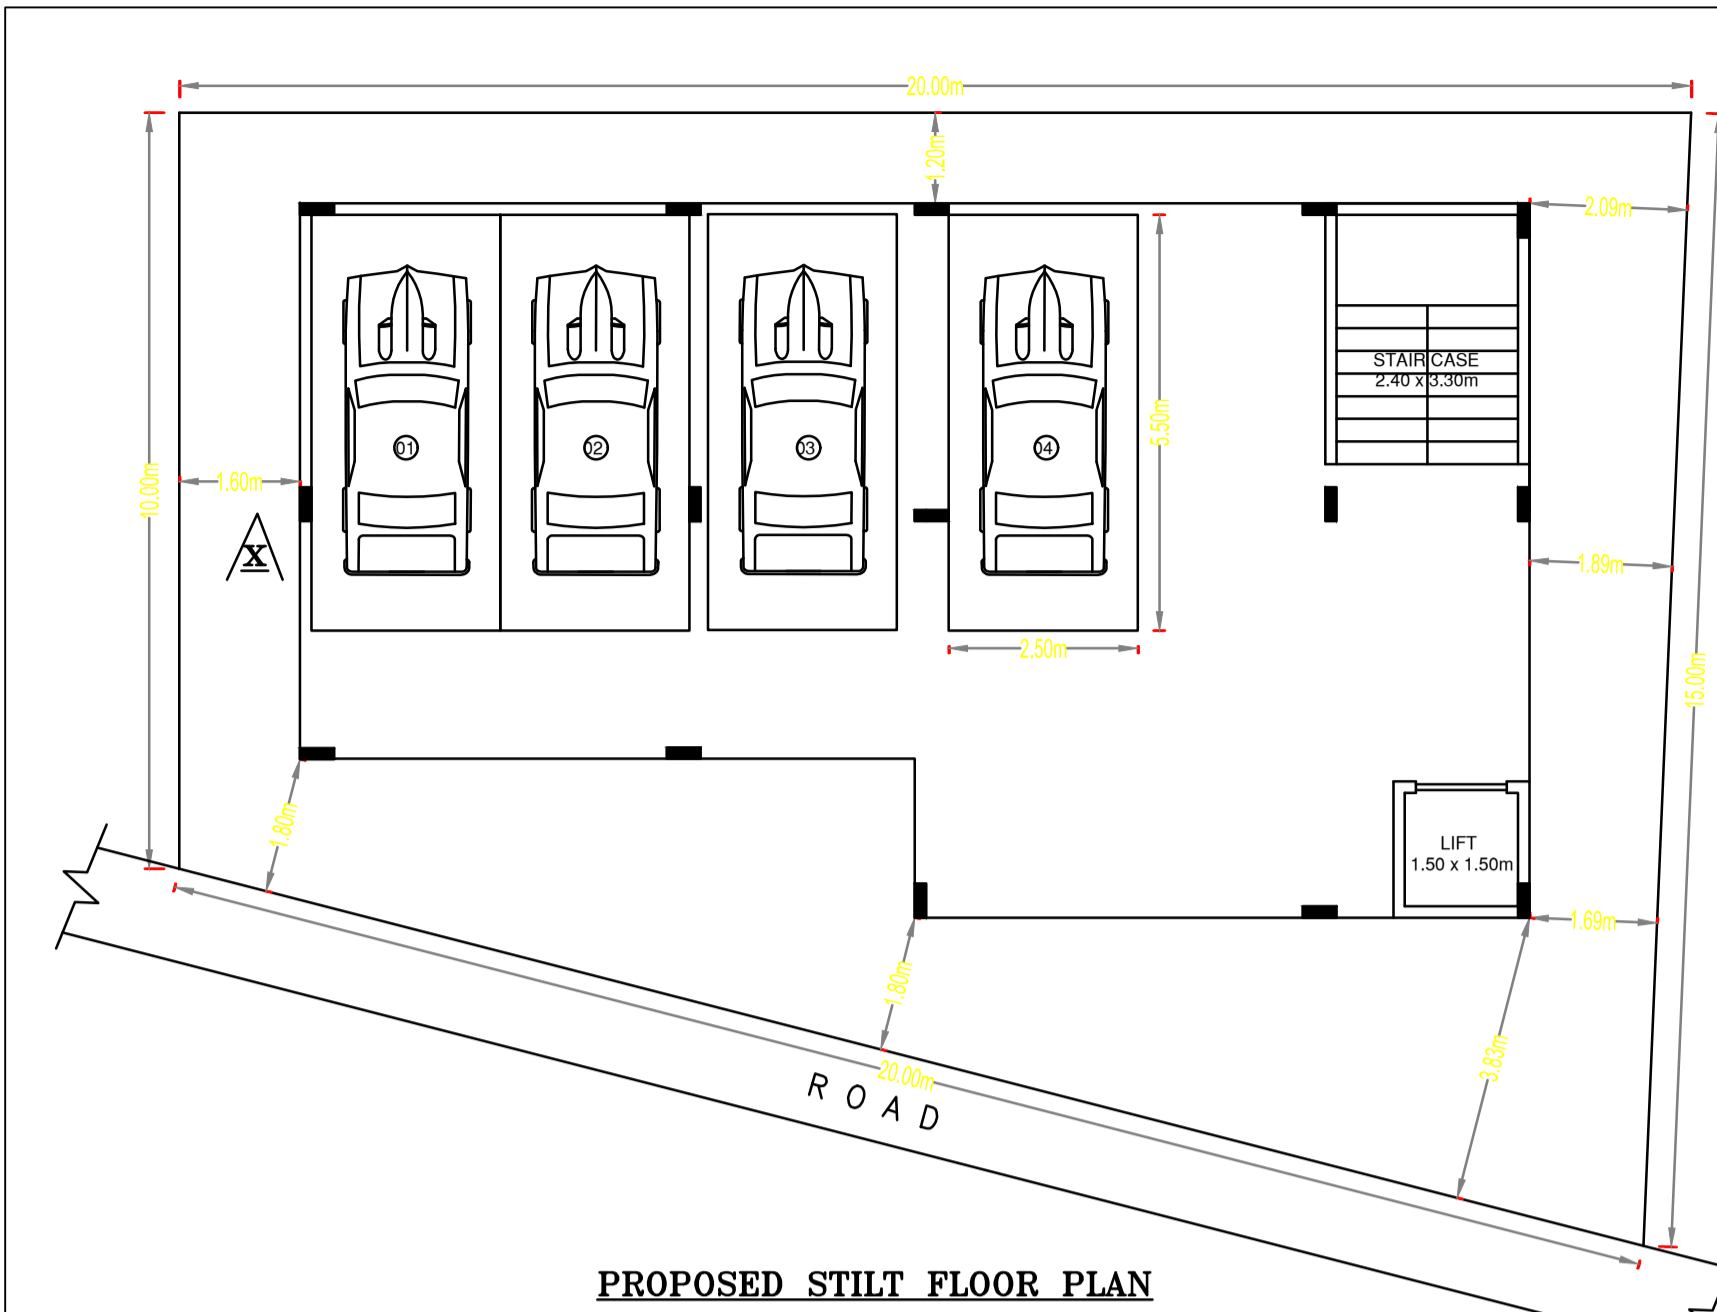 20.00m
1.20m
2.09m
STAIR CASE
2.40 x 3.30m
01
02
03
04
5.50m
10.00m
1.60m
X
1.89m
2.50m
15.00m
1.80m
LIFT
1.50 x 1.50m
1.69m
1.80m
3.83m
20.00m
ROAD
PROPOSED STILT FLOOR PLAN